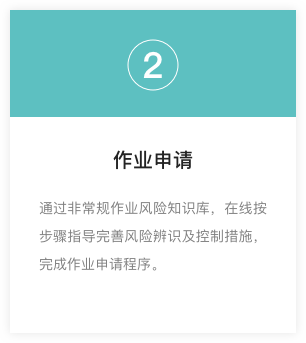 2
作业申请
通过非常规作业风险知识库，在线按
步骤指导完善风险辨识及控制措施，
完成作业申请程序。